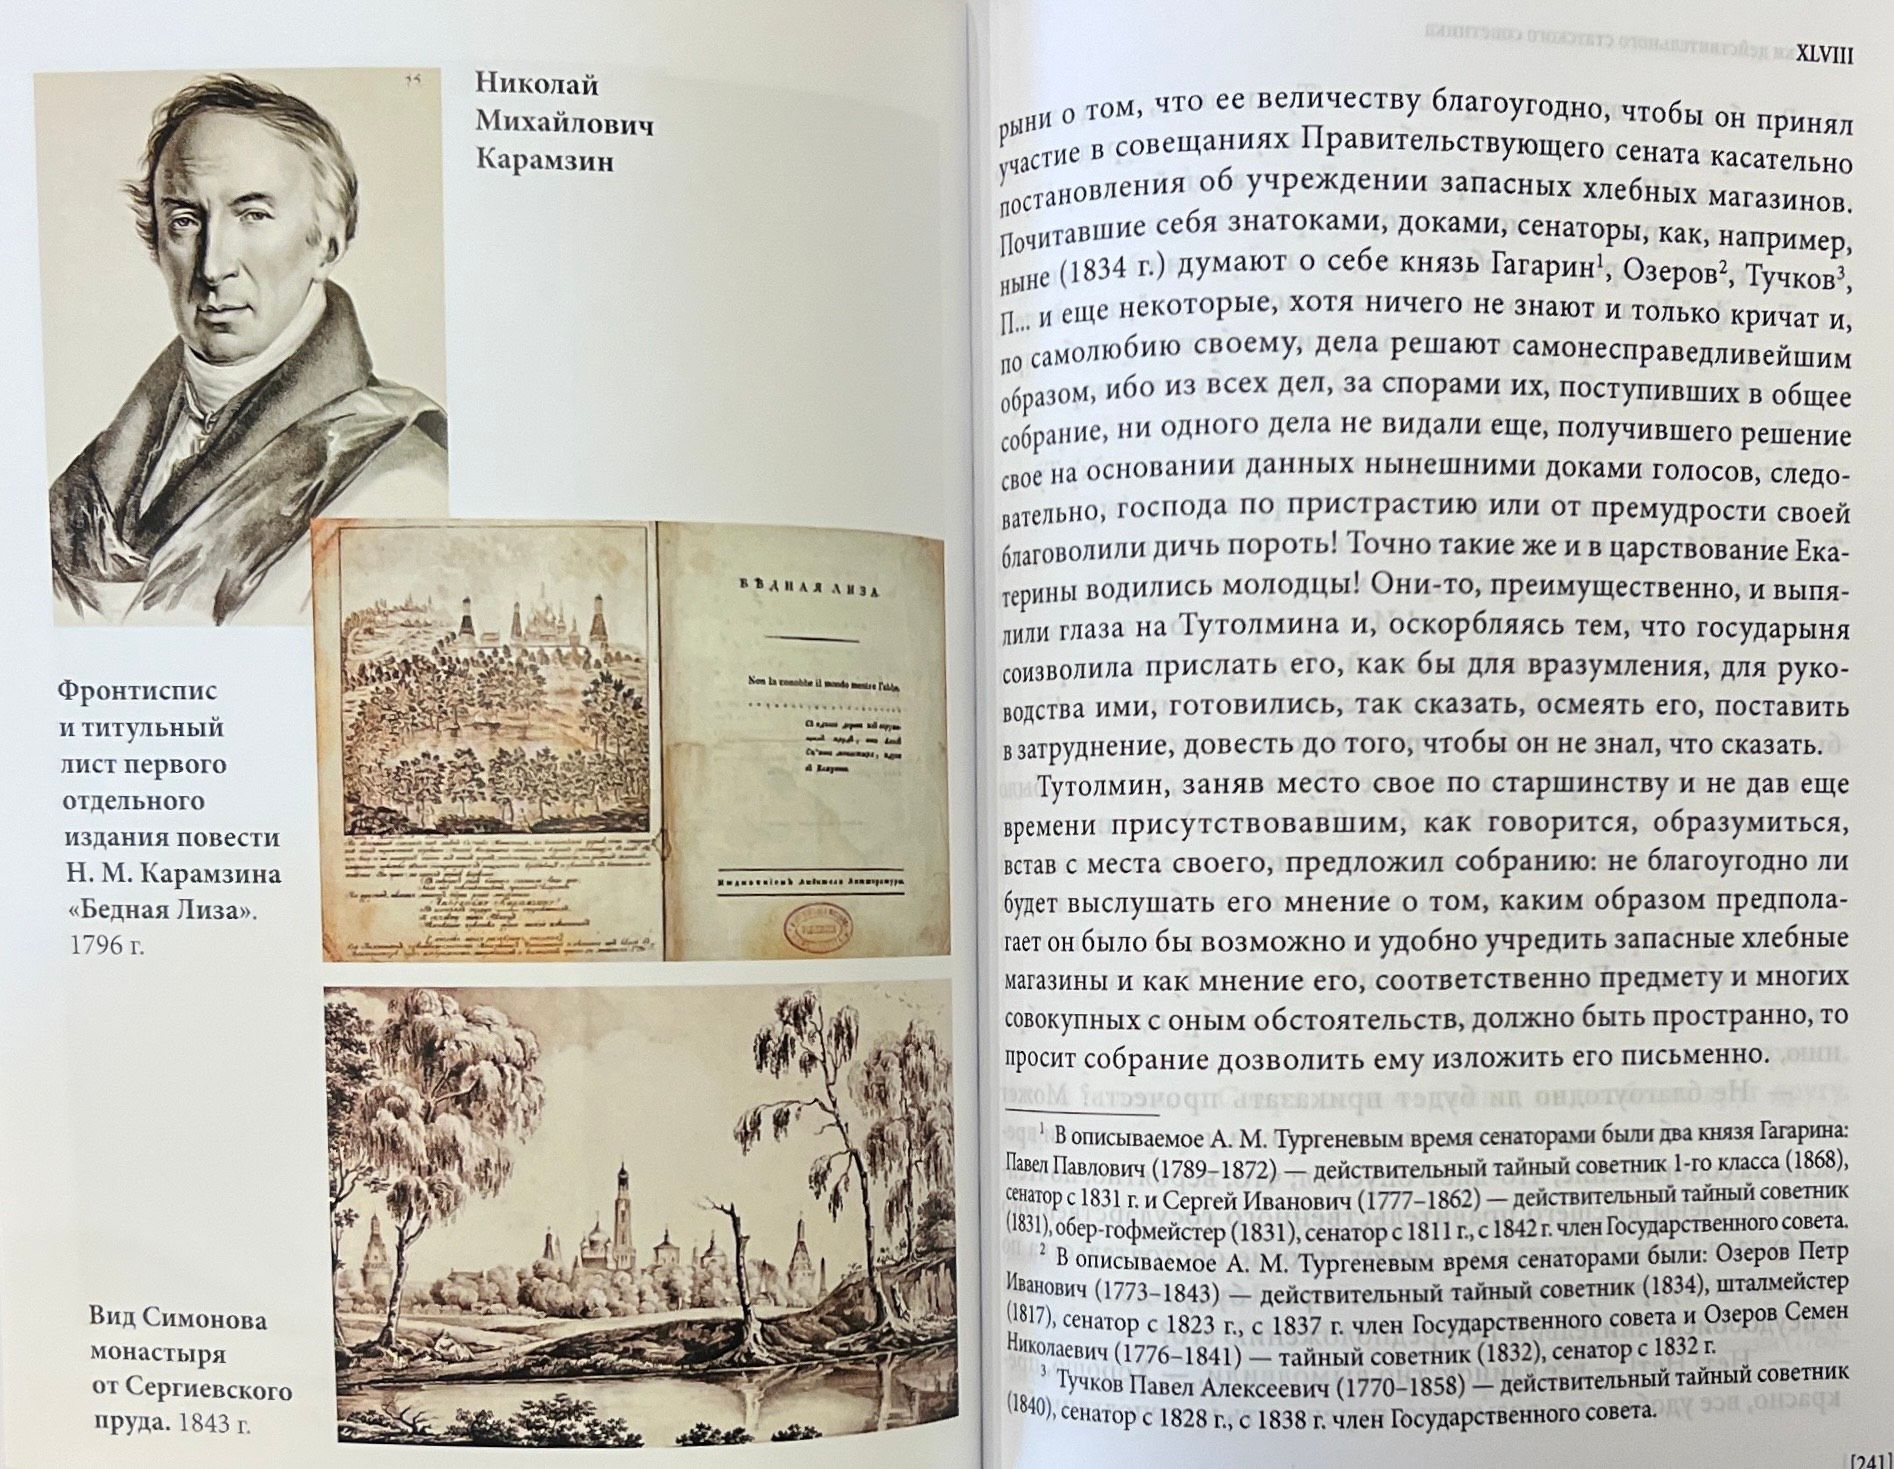 Николай
Михайлович
Карамзин
БѢДНАЯ ЛИЗА
Non la conobbe il mondo mentre l'ebbe.
Фронтиспис
и титульный
лист первого
отдельного
издания повести
Н. М. Карамзина
«Бедная Лиза».
1796 г.
Вид Симонова
монастыря
от Сергиевского
пруда. 1843 г.
XLVIII
рыни о том, что ее величеству благоугодно, чтобы он принял
участие в совещаниях Правительствующего сената касательно
постановления об учреждении запасных хлебных магазинов.
Почитавшие себя знатоками, доками, сенаторы, как, например,
ныне (1834 г.) думают о себе князь Гагарин¹, Озеров², Тучков³,
П... и еще некоторые, хотя ничего не знают и только кричат и,
по самолюбию своему, дела решают самонесправедливейшим
образом, ибо из всех дел, за спорами их, поступивших в общее
собрание, ни одного дела не видали еще, получившего решение
свое на основании данных нынешними доками голосов, следо-
вательно, господа по пристрастию или от премудрости своей
благоволили дичь пороть! Точно такие же и в царствование Ека-
терины водились молодцы! Они-то, преимущественно, и выпя-
лили глаза на Тутолмина и, оскорбляясь тем, что государыня
соизволила прислать его, как бы для вразумления, для руко-
водства ими, готовились, так сказать, осмеять его, поставить
в затруднение, довесть до того, чтобы он не знал, что сказать.
Тутолмин, заняв место свое по старшинству и не дав еще
времени присутствовавшим, как говорится, образумиться,
встав с места своего, предложил собранию: не благоугодно ли
будет выслушать его мнение о том, каким образом предпола-
гает он было бы возможно и удобно учредить запасные хлебные
магазины и как мнение его, соответственно предмету и многих
совокупных с оным обстоятельств, должно быть пространно, то
просит собрание дозволить ему изложить его письменно.
¹ В описываемое А. М. Тургеневым время сенаторами были два князя Гагарина:
Павел Павлович (1789–1872) — действительный тайный советник 1-го класса (1868),
сенатор с 1831 г. и Сергей Иванович (1777–1862) — действительный тайный советник
(1831), обер-гофмейстер (1831), сенатор с 1811 г., с 1842 г. член Государственного совета.
² В описываемое А. М. Тургеневым время сенаторами были: Озеров Петр
Иванович (1773–1843) — действительный тайный советник (1834), шталмейстер
(1817), сенатор с 1823 г., с 1837 г. член Государственного совета и Озеров Семен
Николаевич (1776–1841) — тайный советник (1832), сенатор с 1832 г.
³ Тучков Павел Алексеевич (1770–1858) — действительный тайный советник
(1840), сенатор с 1828 г., с 1838 г. член Государственного совета.
[241]